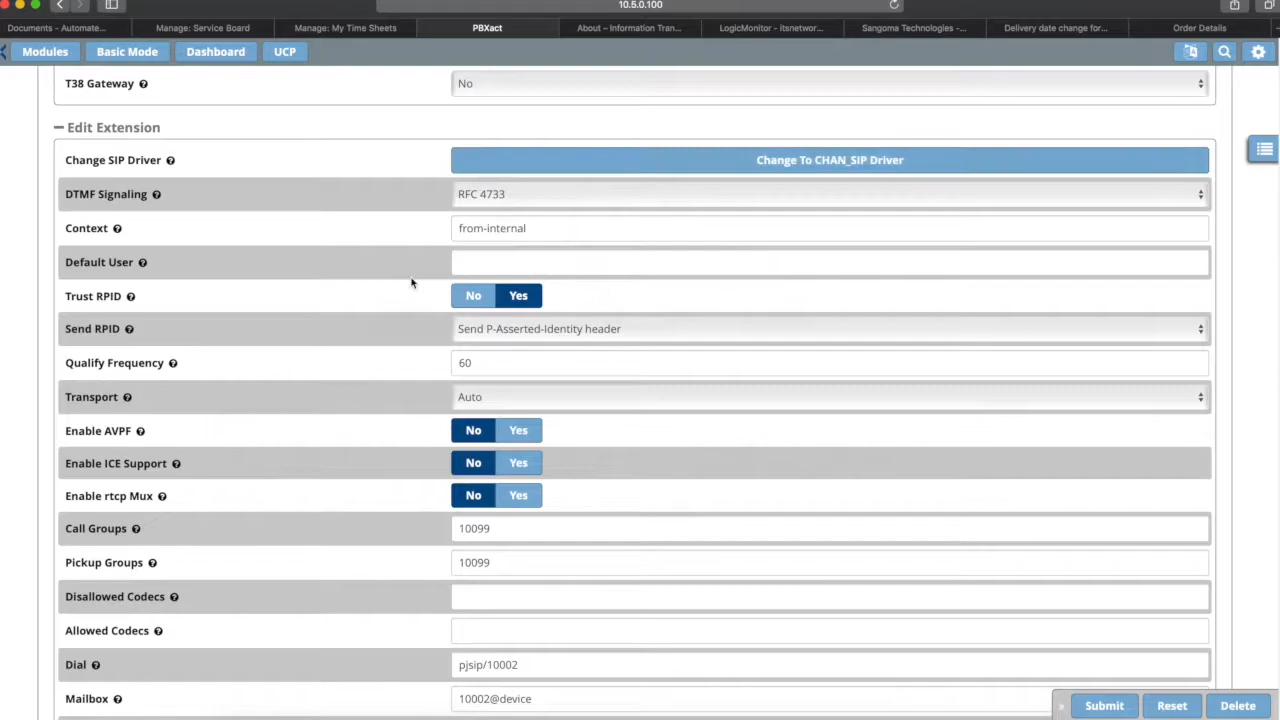 10.5.0.100
Documents - Automate...
Manage: Service Board
Manage: My Time Sheets
PBXact
About – Information Tran...
LogicMonitor - itsnetwor...
Sangoma Technologies -...
Delivery date change for...
Order Details
Modules
Basic Mode
Dashboard
UCP
T38 Gateway
No
Edit Extension
Change SIP Driver
Change To CHAN_SIP Driver
DTMF Signaling
RFC 4733
Context
from-internal
Default User
Trust RPID
No Yes
Send RPID
Send P-Asserted-Identity header
Qualify Frequency
60
Transport
Auto
Enable AVPF
No Yes
Enable ICE Support
No Yes
Enable rtcp Mux
No Yes
Call Groups
10099
Pickup Groups
10099
Disallowed Codecs
Allowed Codecs
Dial
pjsip/10002
Mailbox
10002@device
Submit
Reset
Delete